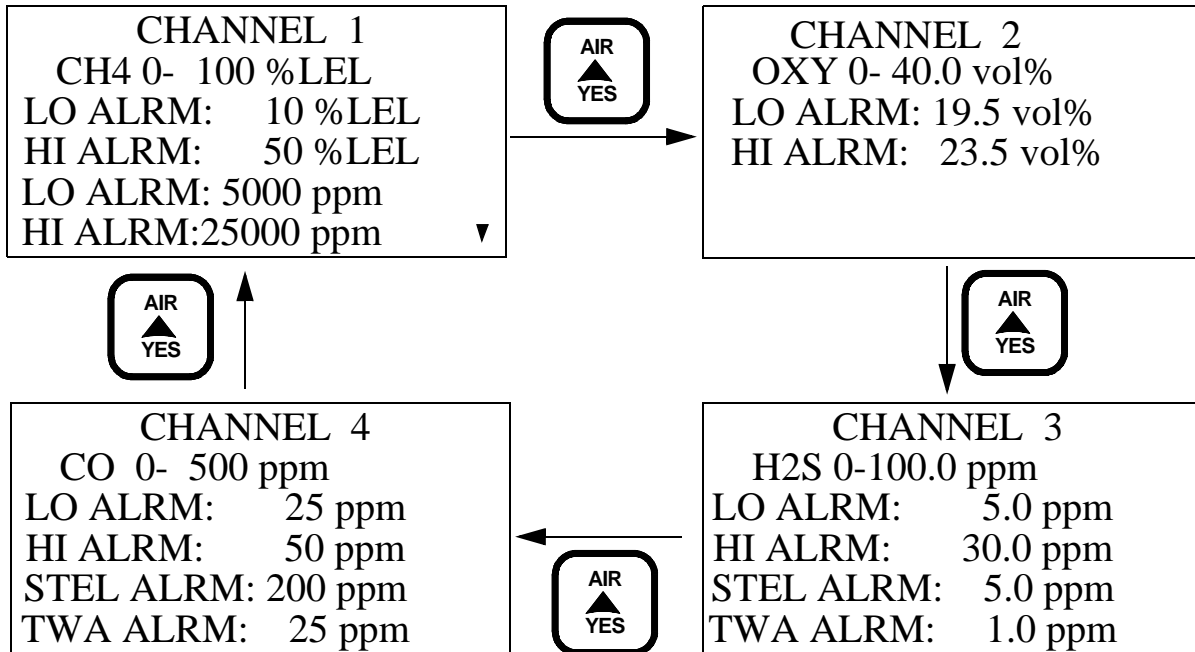 CHANNEL 1
CH4 0- 100 %LEL
LO ALRM: 10 %LEL
HI ALRM: 50 %LEL
LO ALRM: 5000 ppm
HI ALRM:25000 ppm
AIR
YES
CHANNEL 2
OXY 0- 40.0 vol%
LO ALRM: 19.5 vol%
HI ALRM: 23.5 vol%
AIR
YES
AIR
YES
CHANNEL 4
CO 0- 500 ppm
LO ALRM: 25 ppm
HI ALRM: 50 ppm
STEL ALRM: 200 ppm
TWA ALRM: 25 ppm
AIR
YES
CHANNEL 3
H2S 0-100.0 ppm
LO ALRM: 5.0 ppm
HI ALRM: 30.0 ppm
STEL ALRM: 5.0 ppm
TWA ALRM: 1.0 ppm